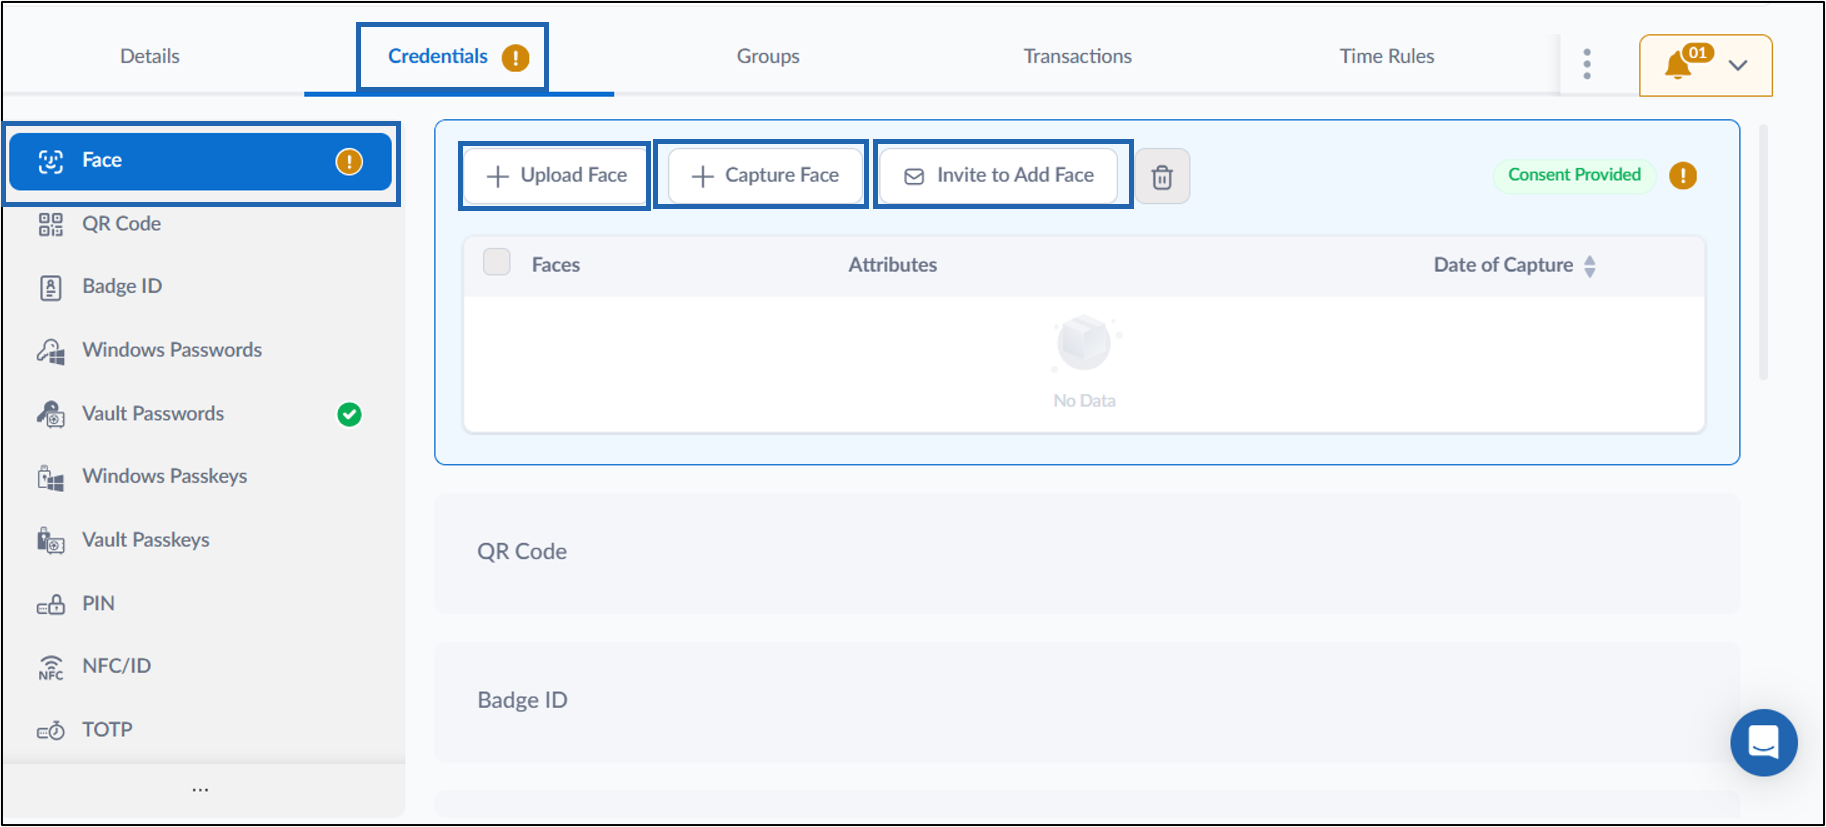 Details
Credentials
Groups
Transactions
Time Rules
01
Face
QR Code
Badge ID
Windows Passwords
Vault Passwords
Windows Passkeys
Vault Passkeys
PIN
NFC
NFC/ID
TOTP
...
Upload Face
Capture Face
Invite to Add Face
Consent Provided
Faces
Attributes
Date of Capture
No Data
QR Code
Badge ID